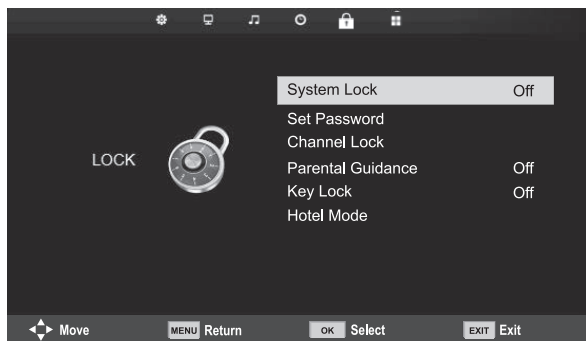 System Lock Off
Set Password
Channel Lock
LOCK
Parental Guidance Off
Key Lock Off
Hotel Mode
Move MENU Return OK Select EXIT Exit